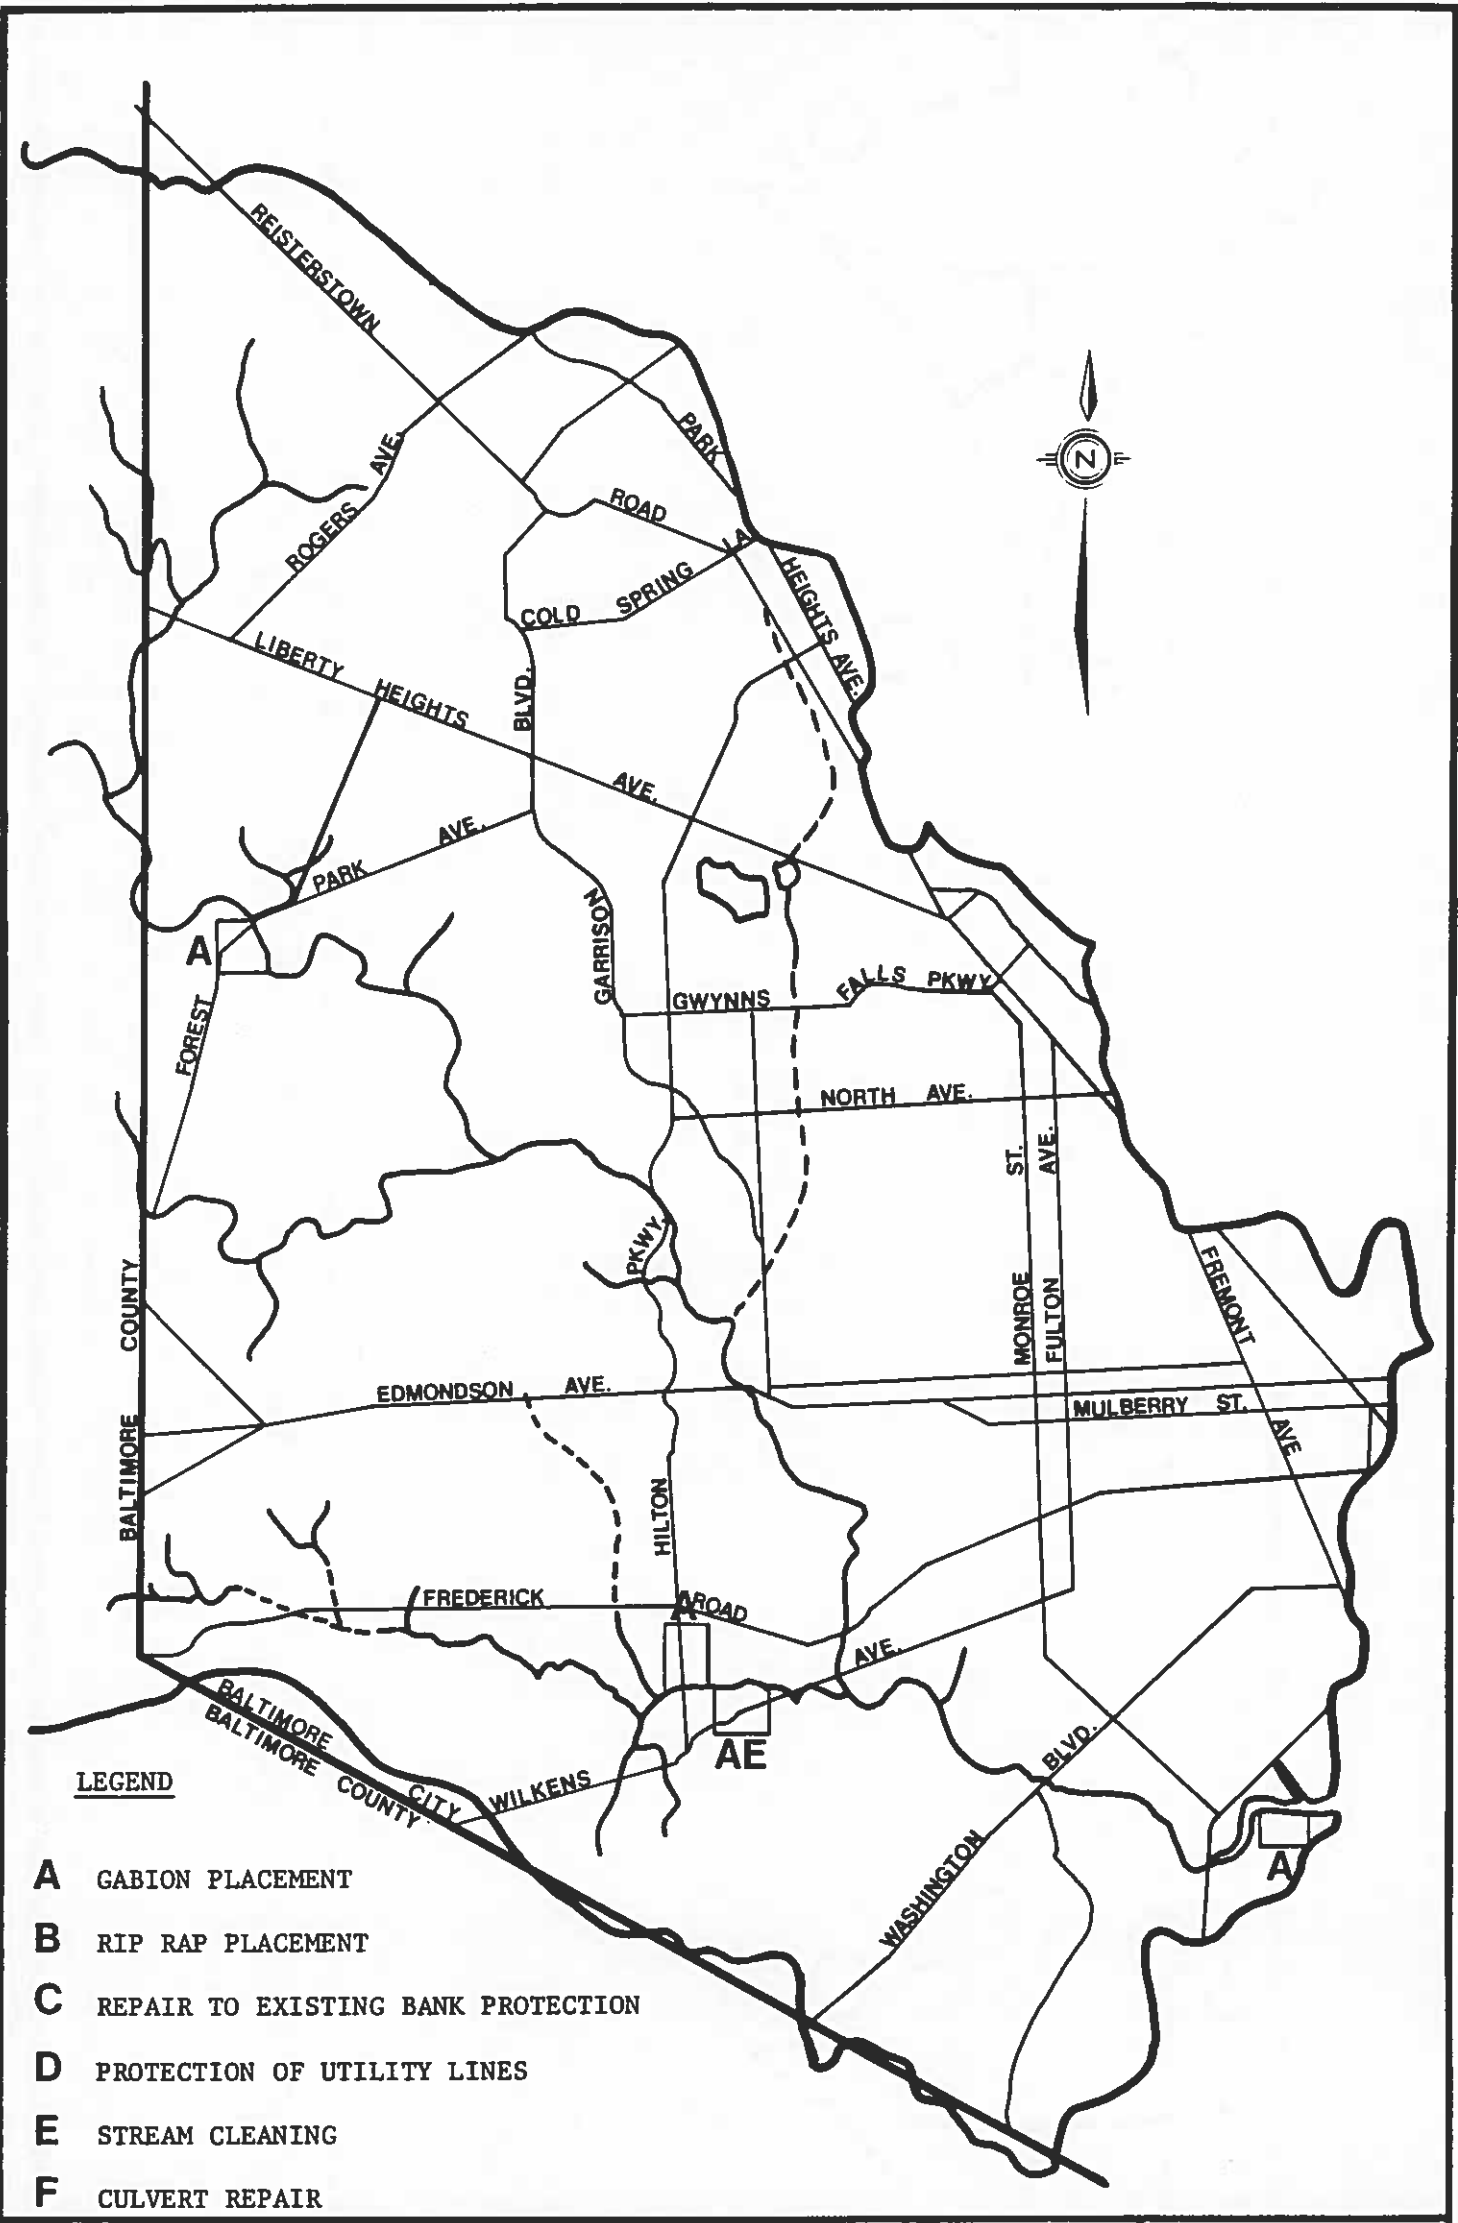 REISTERSTOWN
PARK
AVE.
ROGERS
ROAD
LA.
N
HEIGHTS AVE.
COLD SPRING
LIBERTY HEIGHTS AVE.
BLVD.
PARK AVE.
GARRISON
A
FOREST
GWYNNS FALLS PKWY
NORTH AVE.
ST.
AVE.
PKWY.
MONROE
FULTON
FREMONT
AVE
BALTIMORE COUNTY
EDMONDSON AVE.
MULBERRY ST.
HILTON
FREDERICK
A
ROAD
AVE.
BALTIMORE CITY
BALTIMORE COUNTY
AE
WILKENS
BLVD.
WASHINGTON
A
LEGEND
A GABION PLACEMENT
B RIP RAP PLACEMENT
C REPAIR TO EXISTING BANK PROTECTION
D PROTECTION OF UTILITY LINES
E STREAM CLEANING
F CULVERT REPAIR